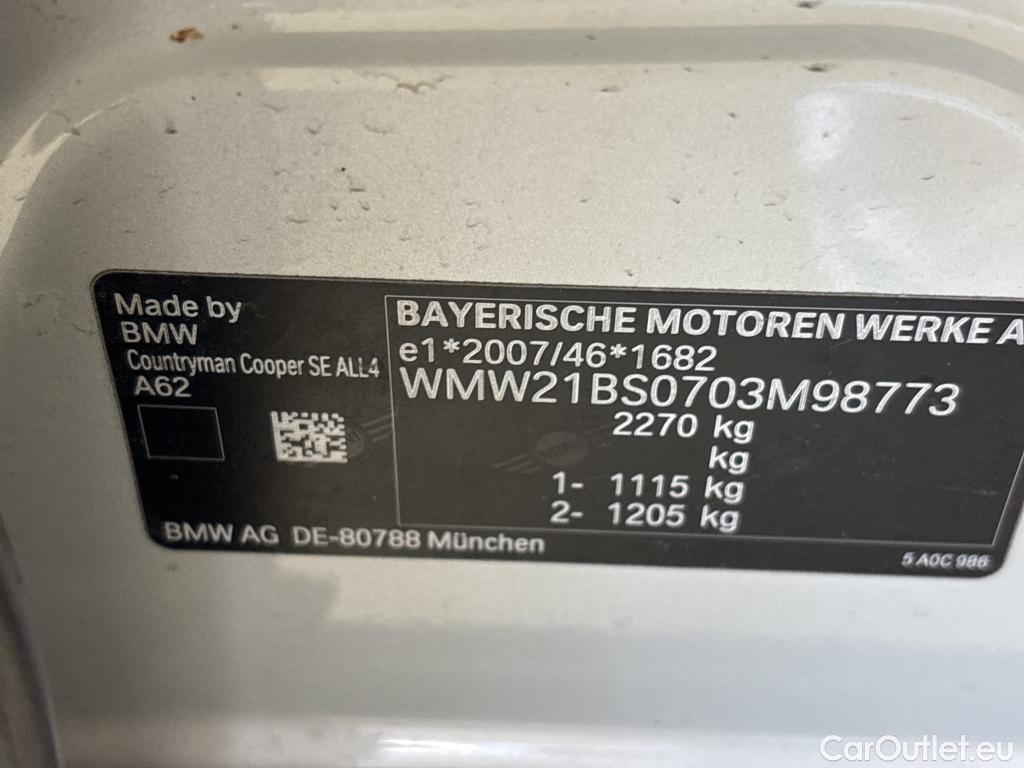 Made by
BMW
Countryman Cooper SE ALL4
A62
BAYERISCHE MOTOREN WERKE A
e1*2007/46*1682
WMW21BS0703M98773
2270 kg
kg
1- 1115 kg
2- 1205 kg
MINI
BMW AG DE-80788 München
5 A0C 986
CarOutlet.eu